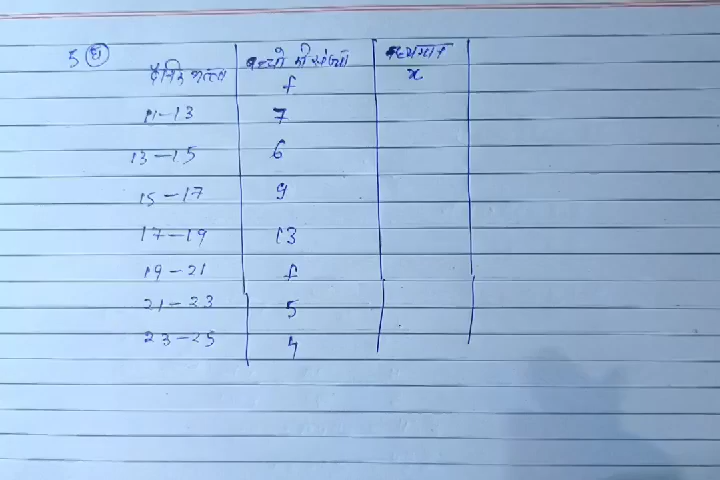 5 (घ)
दैनिक भत्ता बच्चों की संख्या मध्यमान
f x
11-13 7
13-15 6
15-17 9
17-19 13
19-21 f
21-23 5
23-25 4